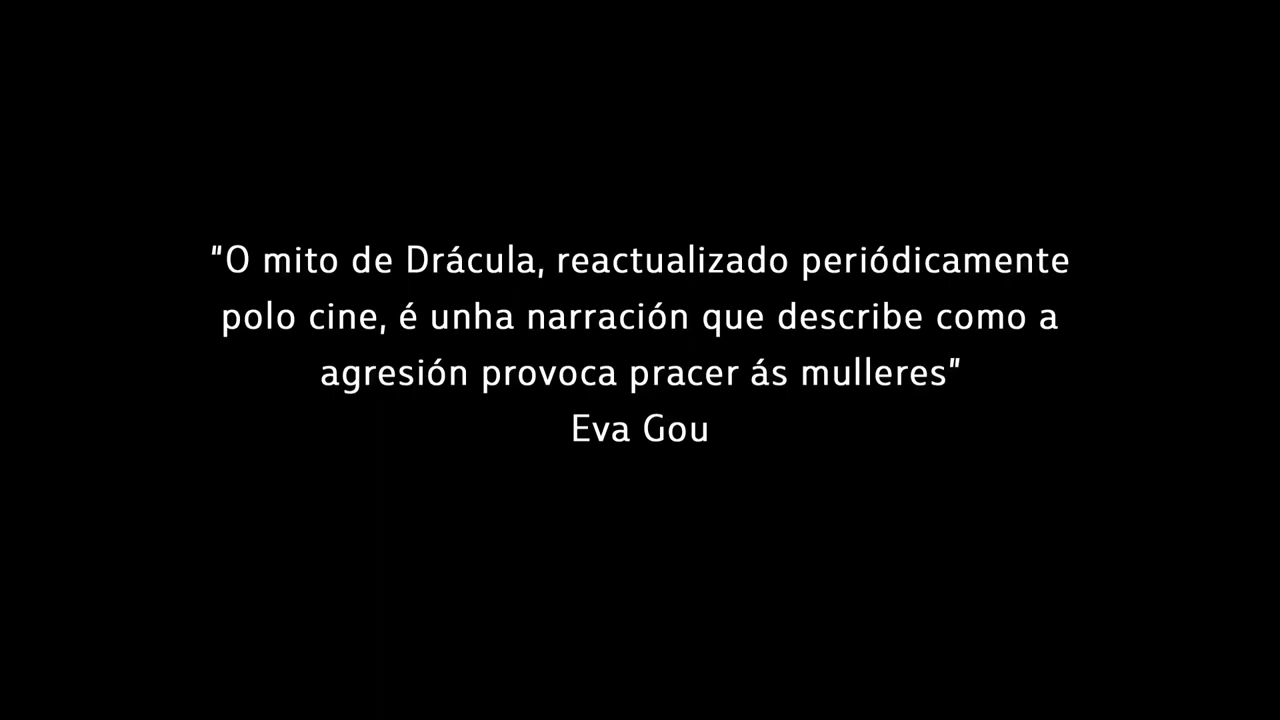 "O mito de Drácula, reactualizado periódicamente
polo cine, é unha narración que describe como a
agresión provoca pracer ás mulleres"
Eva Gou